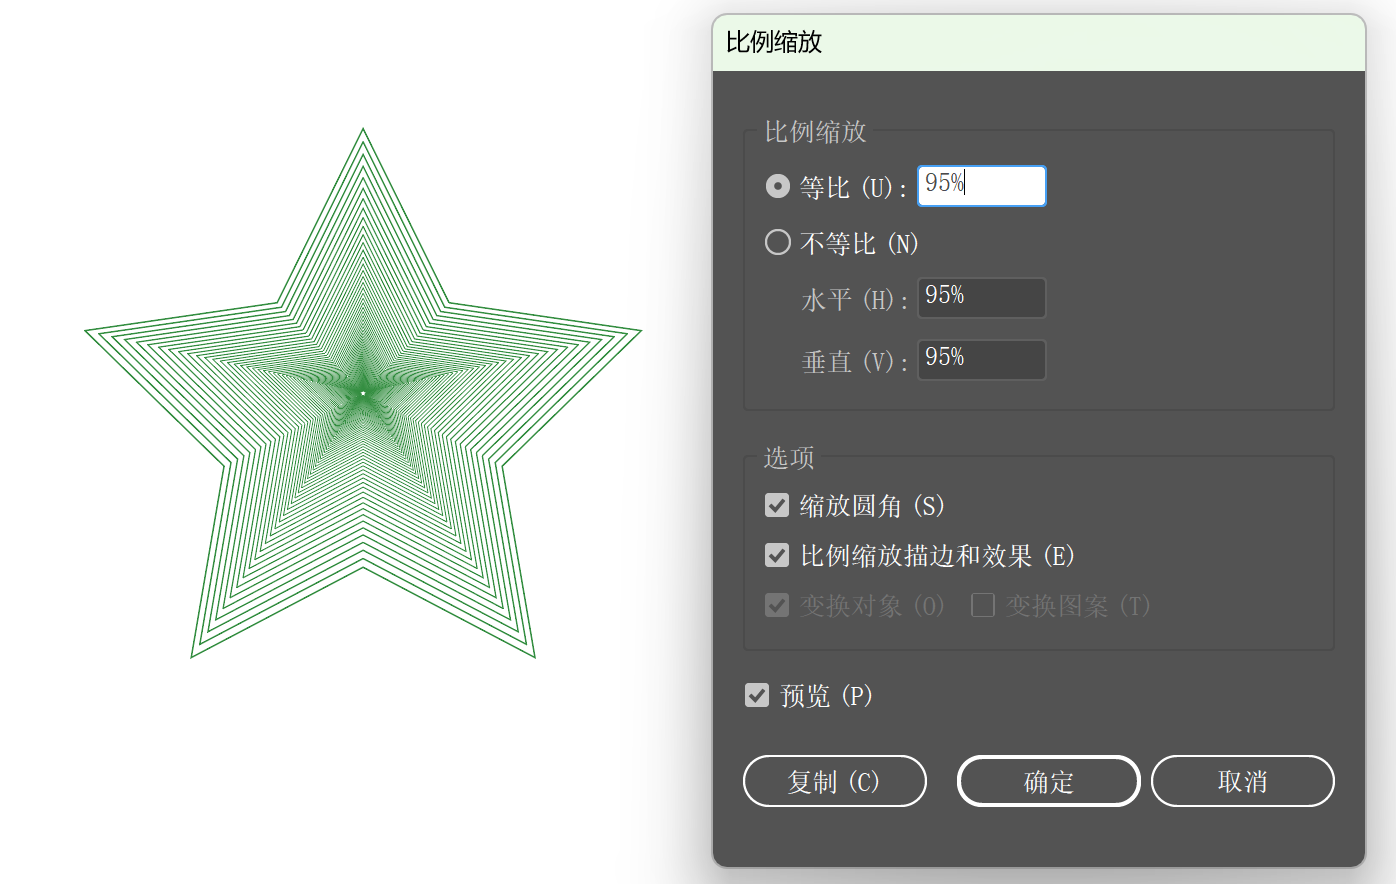 比例缩放
比例缩放
等比 (U)： 95%
不等比 (N)
水平 (H)： 95%
垂直 (V)： 95%
选项
缩放圆角 (S)
比例缩放描边和效果 (E)
变换对象 (O) 变换图案 (T)
预览 (P)
复制 (C) 确定 取消